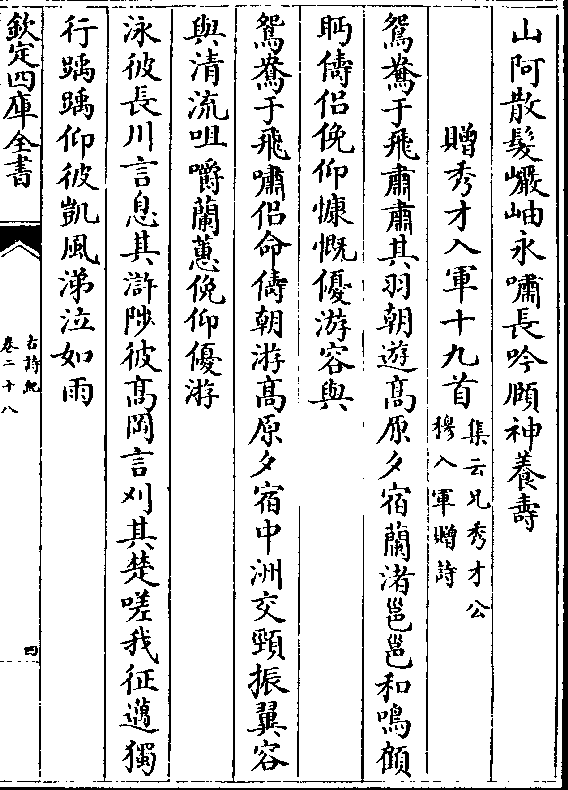 山阿散髮巖岫永嘯長吟頤神養壽
贈秀才入軍十九首
集云兄秀才公
穆入軍贈詩
鴛鴦于飛肅肅其羽朝遊髙原夕宿蘭渚邕邕和鳴顧
眄儔侶俛仰慷慨優游容與
鴛鴦于飛嘯侶命儔朝游髙原夕宿中洲交頸振翼容
與清流咀嚼蘭蕙俛仰優游
泳彼長川言息其滸陟彼髙岡言刈其楚嗟我征邁獨
行踽踽仰彼凱風涕泣如雨
欽定四庫全書
古詩紀
卷二十八
四